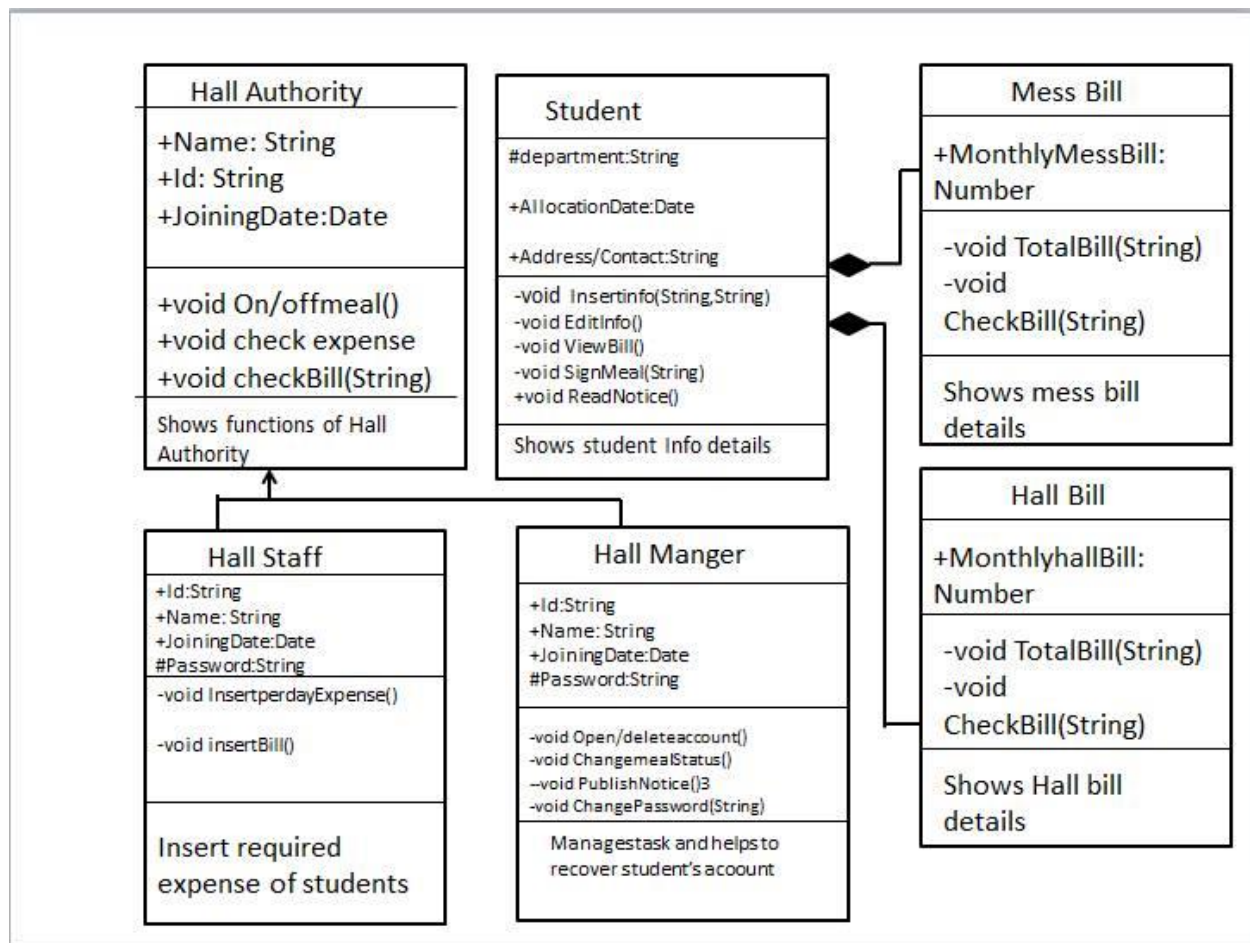 Hall Authority
+Name: String
+Id: String
+JoiningDate:Date
+void On/offmeal()
+void check expense
+void checkBill(String)
Shows functions of Hall
Authority
Student
#department:String
+AllocationDate:Date
+Address/Contact:String
-void Insertinfo(String,String)
-void EditInfo()
-void ViewBill()
-void SignMeal(String)
+void ReadNotice()
Shows student Info details
Mess Bill
+MonthlyMessBill:
Number
-void TotalBill(String)
-void
CheckBill(String)
Shows mess bill
details
Hall Staff
+Id:String
+Name: String
+JoiningDate:Date
#Password:String
-void InsertperdayExpense()
-void insertBill()
Insert required
expense of students
Hall Manger
+Id:String
+Name: String
+JoiningDate:Date
#Password:String
-void Open/deleteaccount()
-void ChangemealStatus()
--void PublishNotice()3
-void ChangePassword(String)
Managestask and helps to
recover student's acoount
Hall Bill
+MonthlyhallBill:
Number
-void TotalBill(String)
-void
CheckBill(String)
Shows Hall bill
details